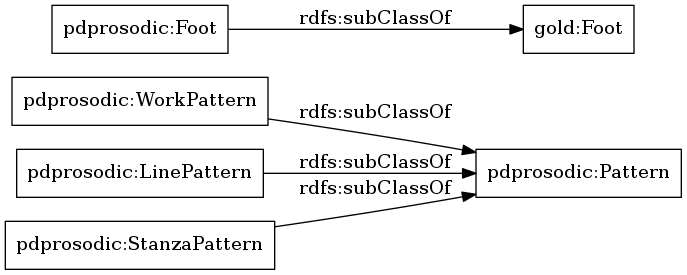 pdprosodic:Foot
rdfs:subClassOf
gold:Foot
pdprosodic:WorkPattern
rdfs:subClassOf
pdprosodic:LinePattern
rdfs:subClassOf
pdprosodic:Pattern
rdfs:subClassOf
pdprosodic:StanzaPattern